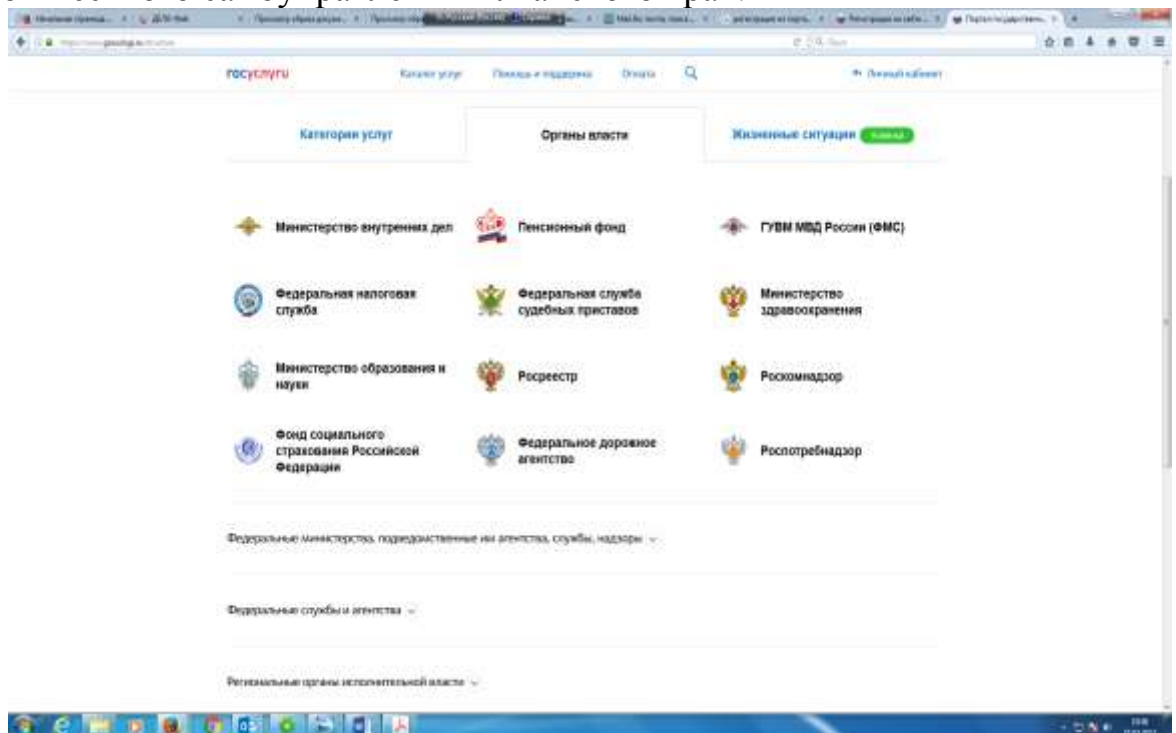 госуслуги
Каталог услуг Помощь и поддержка Оплата
Личный кабинет
Категории услуг
Органы власти
Жизненные ситуации
Министерство внутренних дел
Пенсионный фонд
ГУВМ МВД России (ФМС)
Федеральная налоговая
служба
Федеральная служба
судебных приставов
Министерство
здравоохранения
Министерство образования и
науки
Росреестр
Роскомнадзор
Фонд социального
страхования Российской
Федерации
Федеральное дорожное
агентство
Роспотребнадзор
Федеральные министерства, подведомственные им агентства, службы, надзоры
Федеральные службы и агентства
Региональные органы исполнительной власти